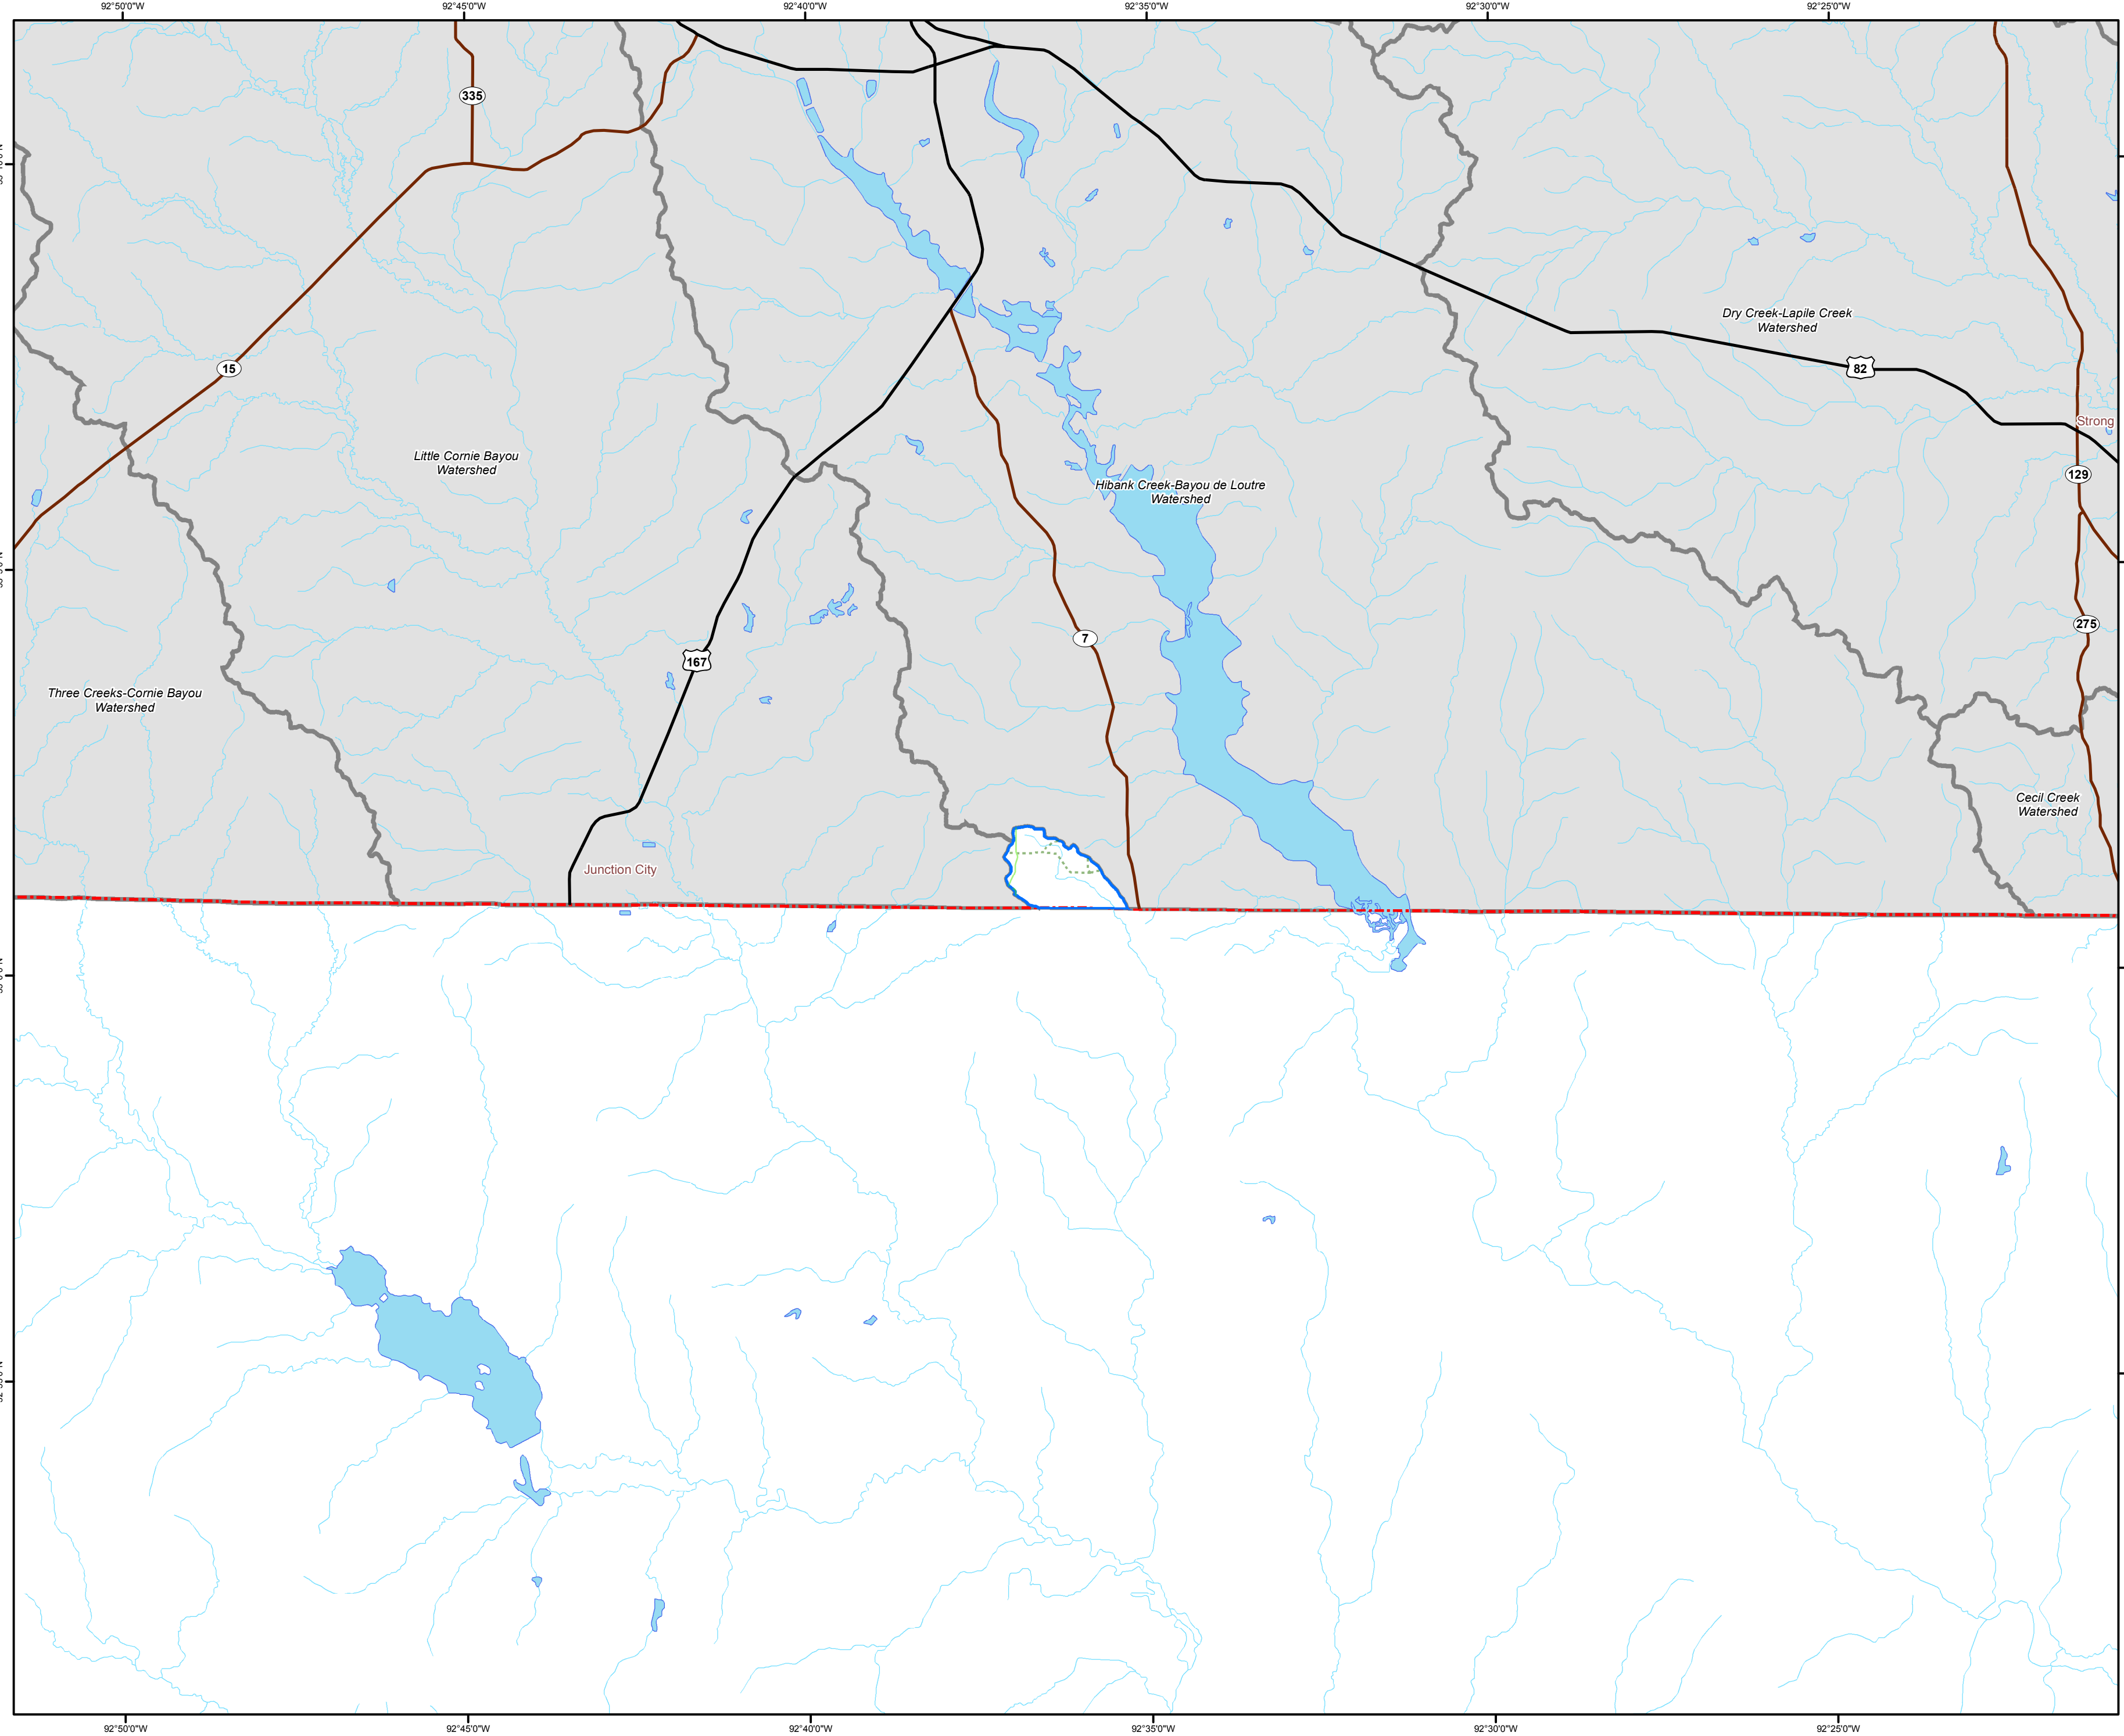 92°50'0"W
92°45'0"W
92°40'0"W
92°35'0"W
92°30'0"W
92°25'0"W
335
15
Dry Creek-Lapile Creek
Watershed
82
Strong
129
Little Cornie Bayou
Watershed
Hibank Creek-Bayou de Loutre
Watershed
275
7
167
Three Creeks-Cornie Bayou
Watershed
Cecil Creek
Watershed
Junction City
92°50'0"W
92°45'0"W
92°40'0"W
92°35'0"W
92°30'0"W
92°25'0"W